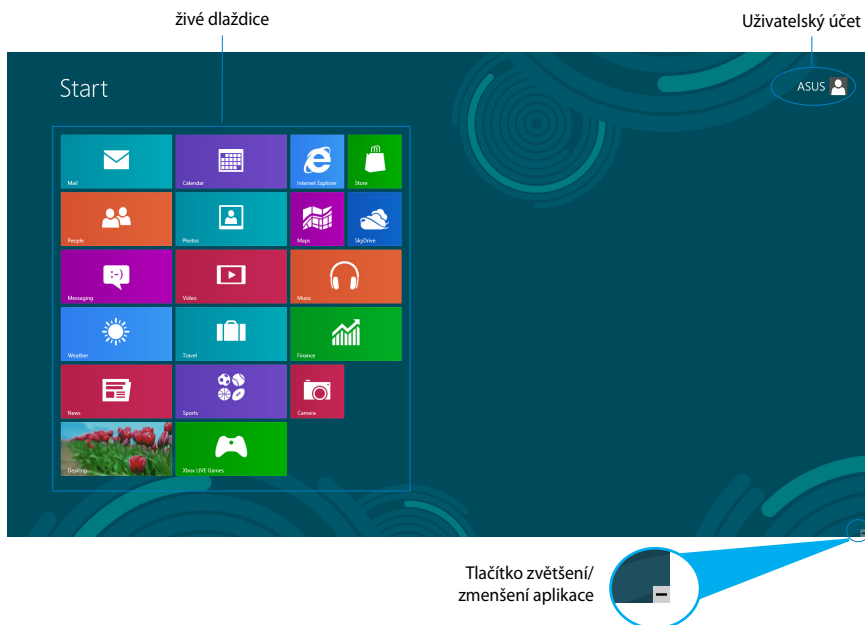 živé dlaždice
Uživatelský účet
Start
ASUS
Mail
Calendar
Internet Explorer
Store
People
Photos
Maps
SkyDrive
Messaging
Video
Music
Weather
Travel
Finance
News
Sports
Camera
Desktop
Xbox LIVE Games
Tlačítko zvětšení/
zmenšení aplikace